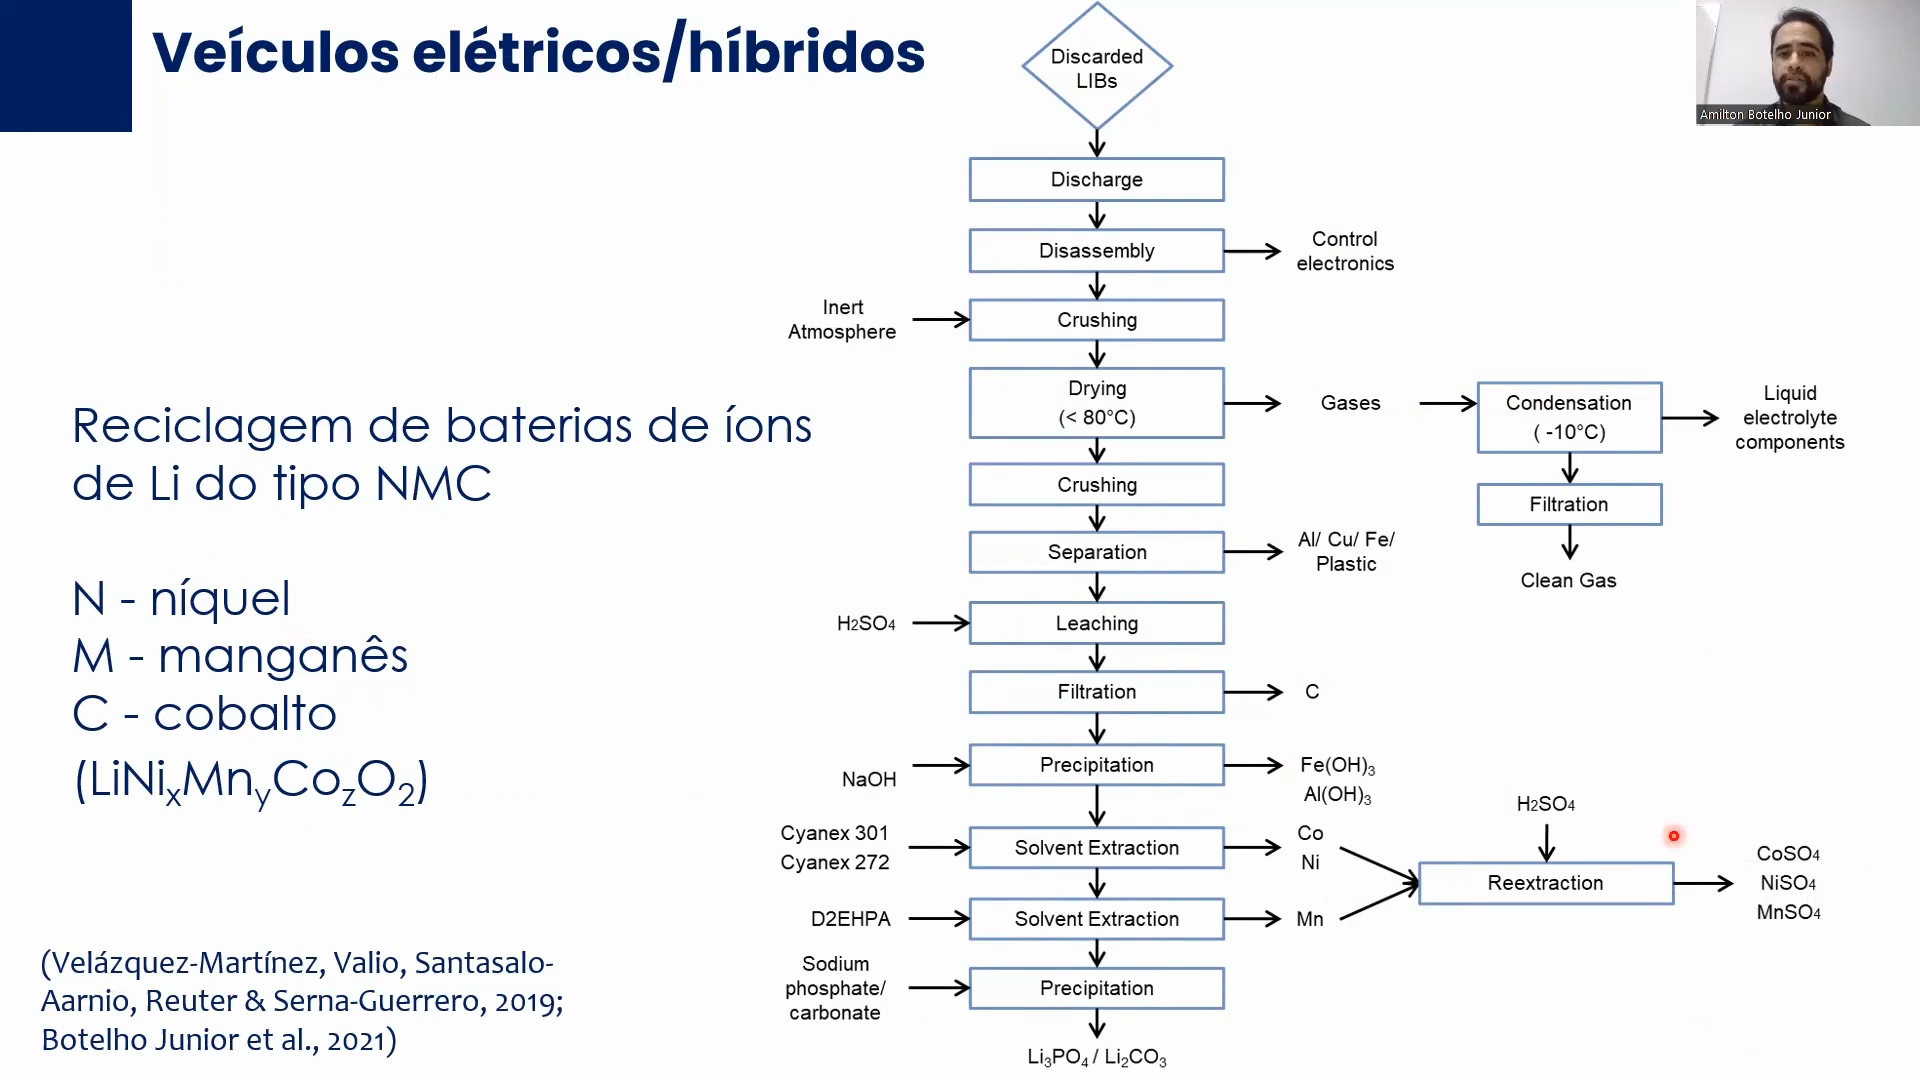 Veículos elétricos/híbridos
Amilton Botelho Junior
Reciclagem de baterias de íons
de Li do tipo NMC
N - níquel
M - manganês
C - cobalto
(LiNiₓMnᵧCo_zO₂)
(Velázquez-Martínez, Valio, Santasalo-
Aarnio, Reuter & Serna-Guerrero, 2019;
Botelho Junior et al., 2021)
Discarded
LIBs
Discharge
Disassembly
Control
electronics
Inert
Atmosphere
Crushing
Drying
(< 80°C)
Gases
Condensation
( -10°C)
Liquid
electrolyte
components
Filtration
Clean Gas
Crushing
Separation
Al/ Cu/ Fe/
Plastic
H₂SO₄
Leaching
Filtration
C
NaOH
Precipitation
Fe(OH)₃
Al(OH)₃
Cyanex 301
Cyanex 272
Solvent Extraction
Co
Ni
D2EHPA
Solvent Extraction
Mn
H₂SO₄
Reextraction
CoSO₄
NiSO₄
MnSO₄
Sodium
phosphate/
carbonate
Precipitation
Li₃PO₄ / Li₂CO₃